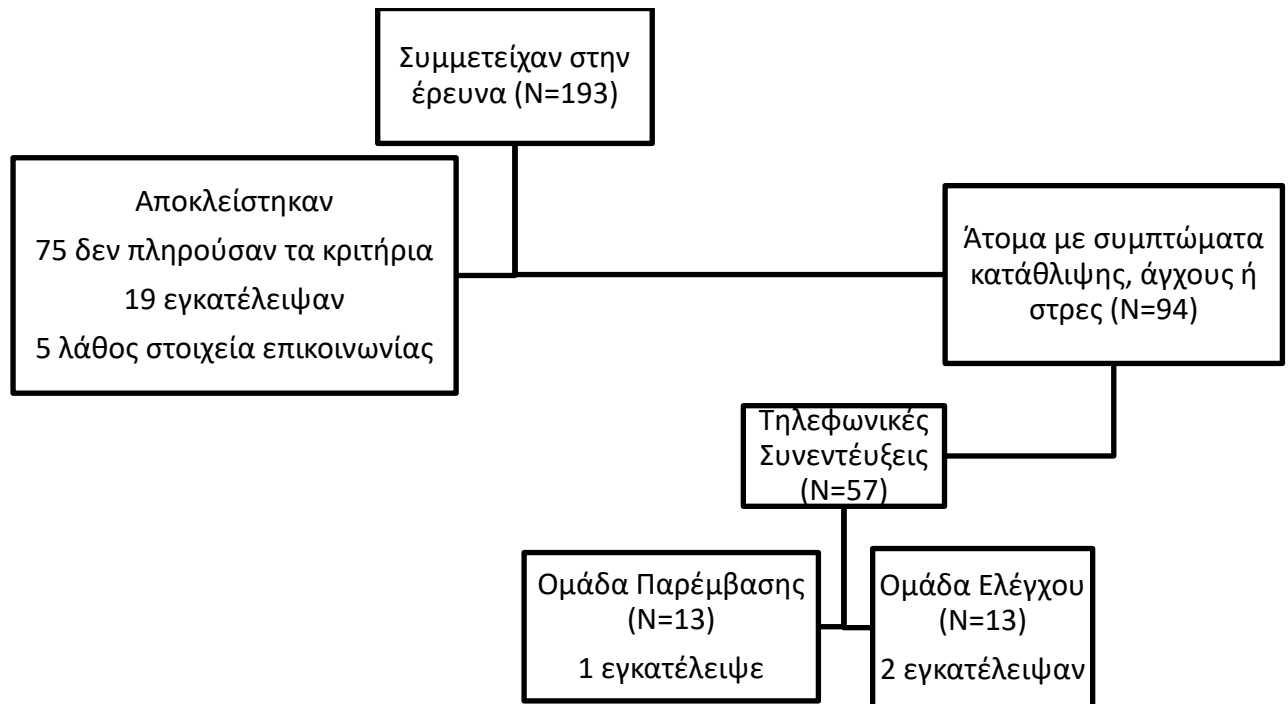 Συμμετείχαν στην
έρευνα (N=193)
Αποκλείστηκαν
75 δεν πληρούσαν τα κριτήρια
19 εγκατέλειψαν
5 λάθος στοιχεία επικοινωνίας
Άτομα με συμπτώματα
κατάθλιψης, άγχους ή
στρες (N=94)
Τηλεφωνικές
Συνεντέυξεις
(N=57)
Ομάδα Παρέμβασης
(N=13)
1 εγκατέλειψε
Ομάδα Ελέγχου
(N=13)
2 εγκατέλειψαν